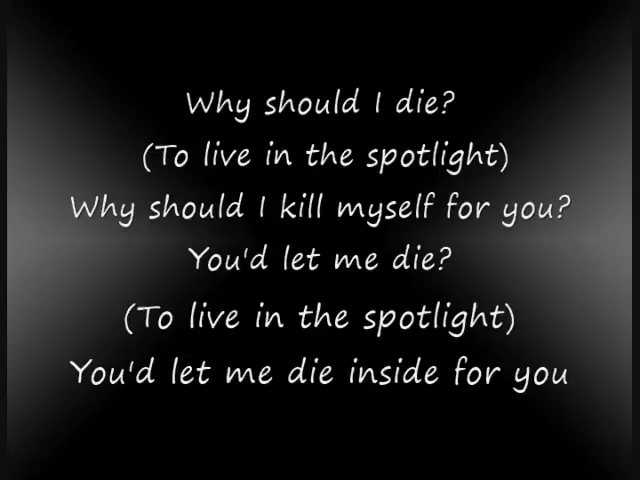 Why should I die?
(To live in the spotlight)
Why should I kill myself for you?
You'd let me die?
(To live in the spotlight)
You'd let me die inside for you